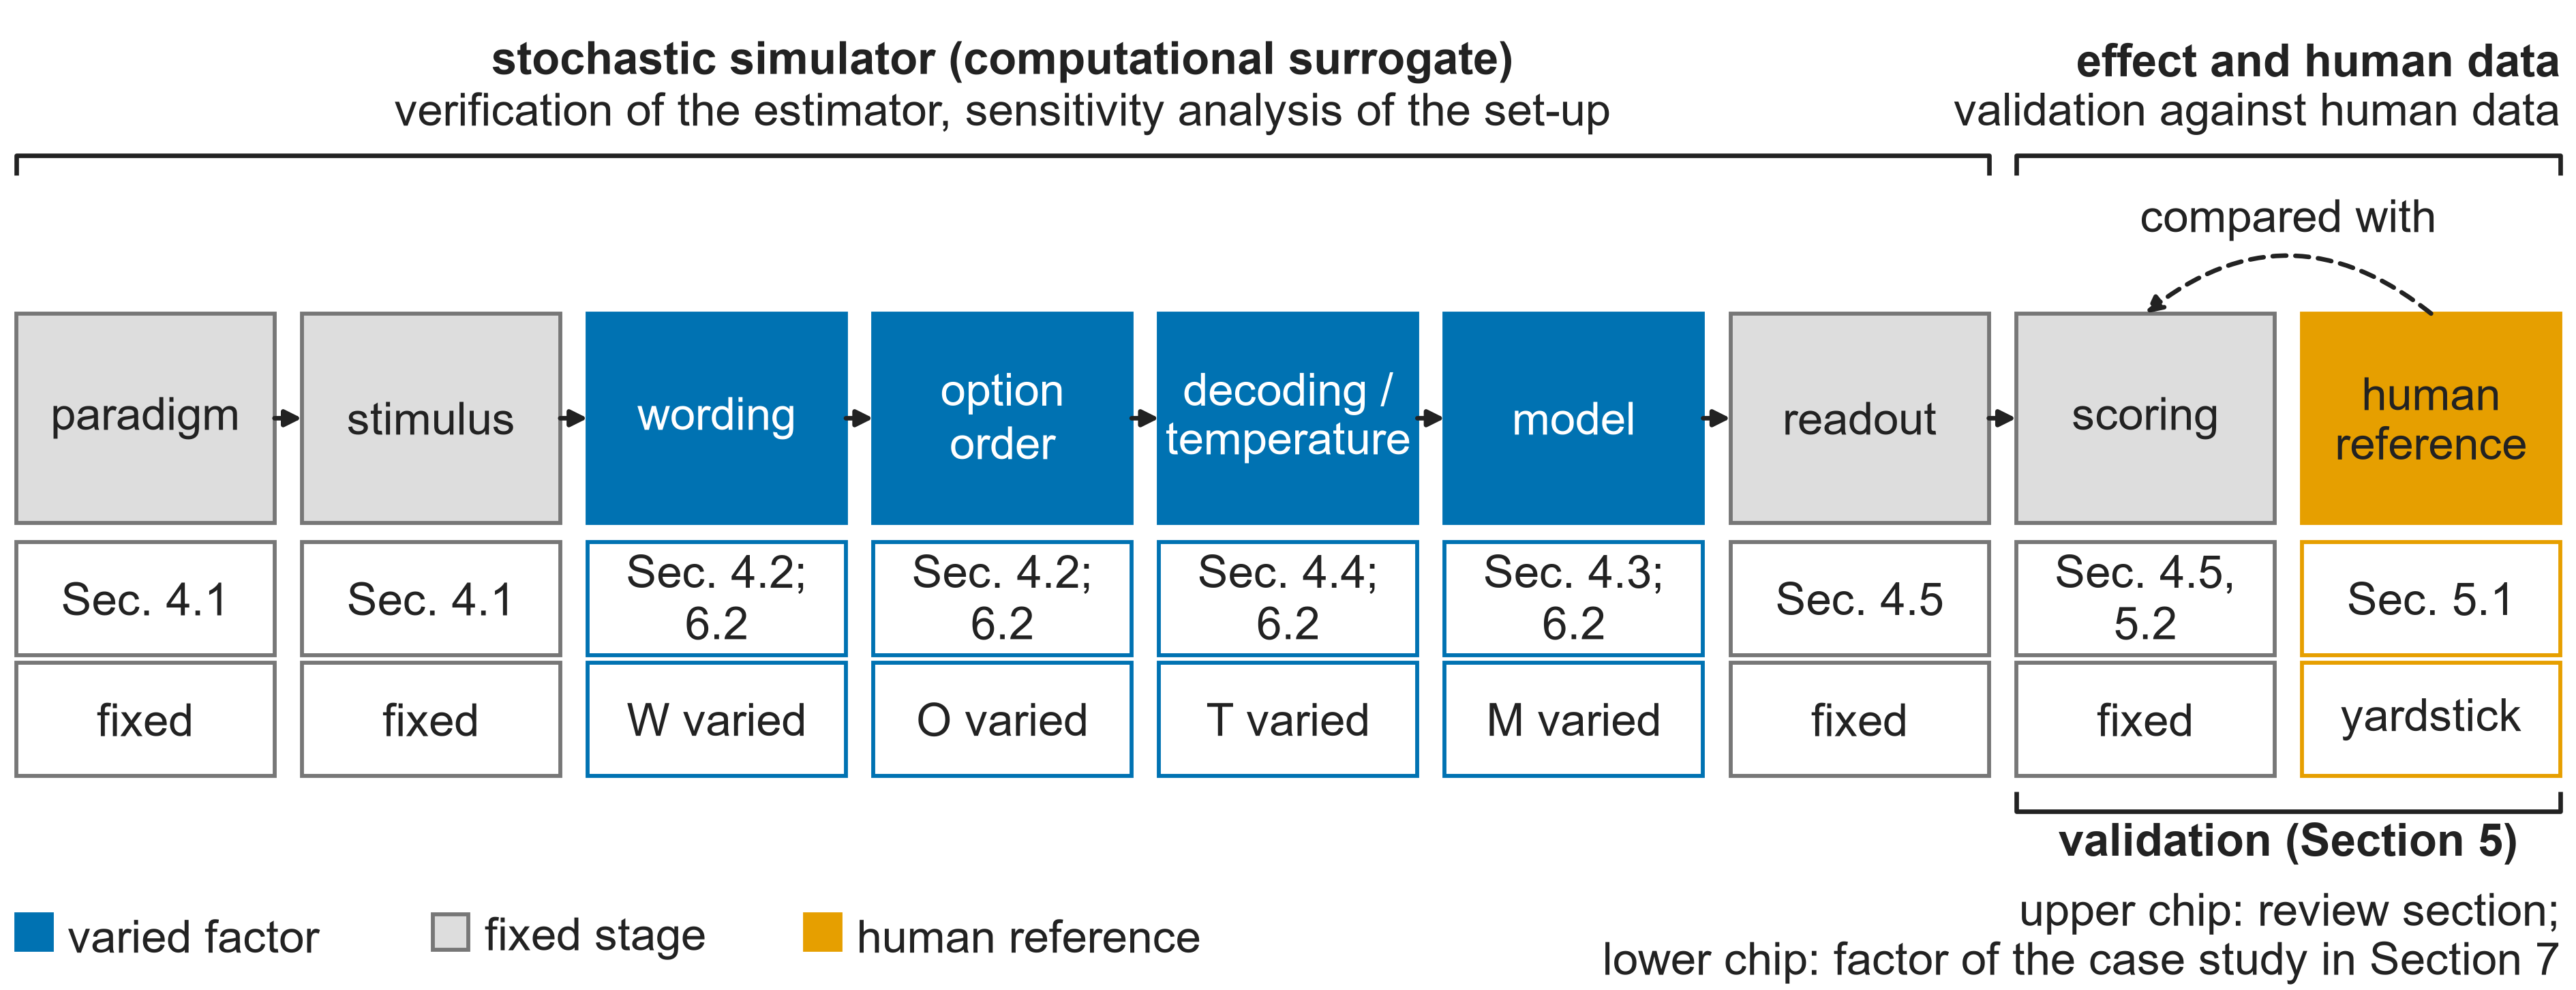 stochastic simulator (computational surrogate)
verification of the estimator, sensitivity analysis of the set-up
effect and human data
validation against human data
compared with
paradigm
stimulus
wording
option
order
decoding /
temperature
model
readout
scoring
human
reference
Sec. 4.1
Sec. 4.1
Sec. 4.2;
6.2
Sec. 4.2;
6.2
Sec. 4.4;
6.2
Sec. 4.3;
6.2
Sec. 4.5
Sec. 4.5,
5.2
Sec. 5.1
fixed
fixed
W varied
O varied
T varied
M varied
fixed
fixed
yardstick
validation (Section 5)
varied factor
fixed stage
human reference
upper chip: review section;
lower chip: factor of the case study in Section 7